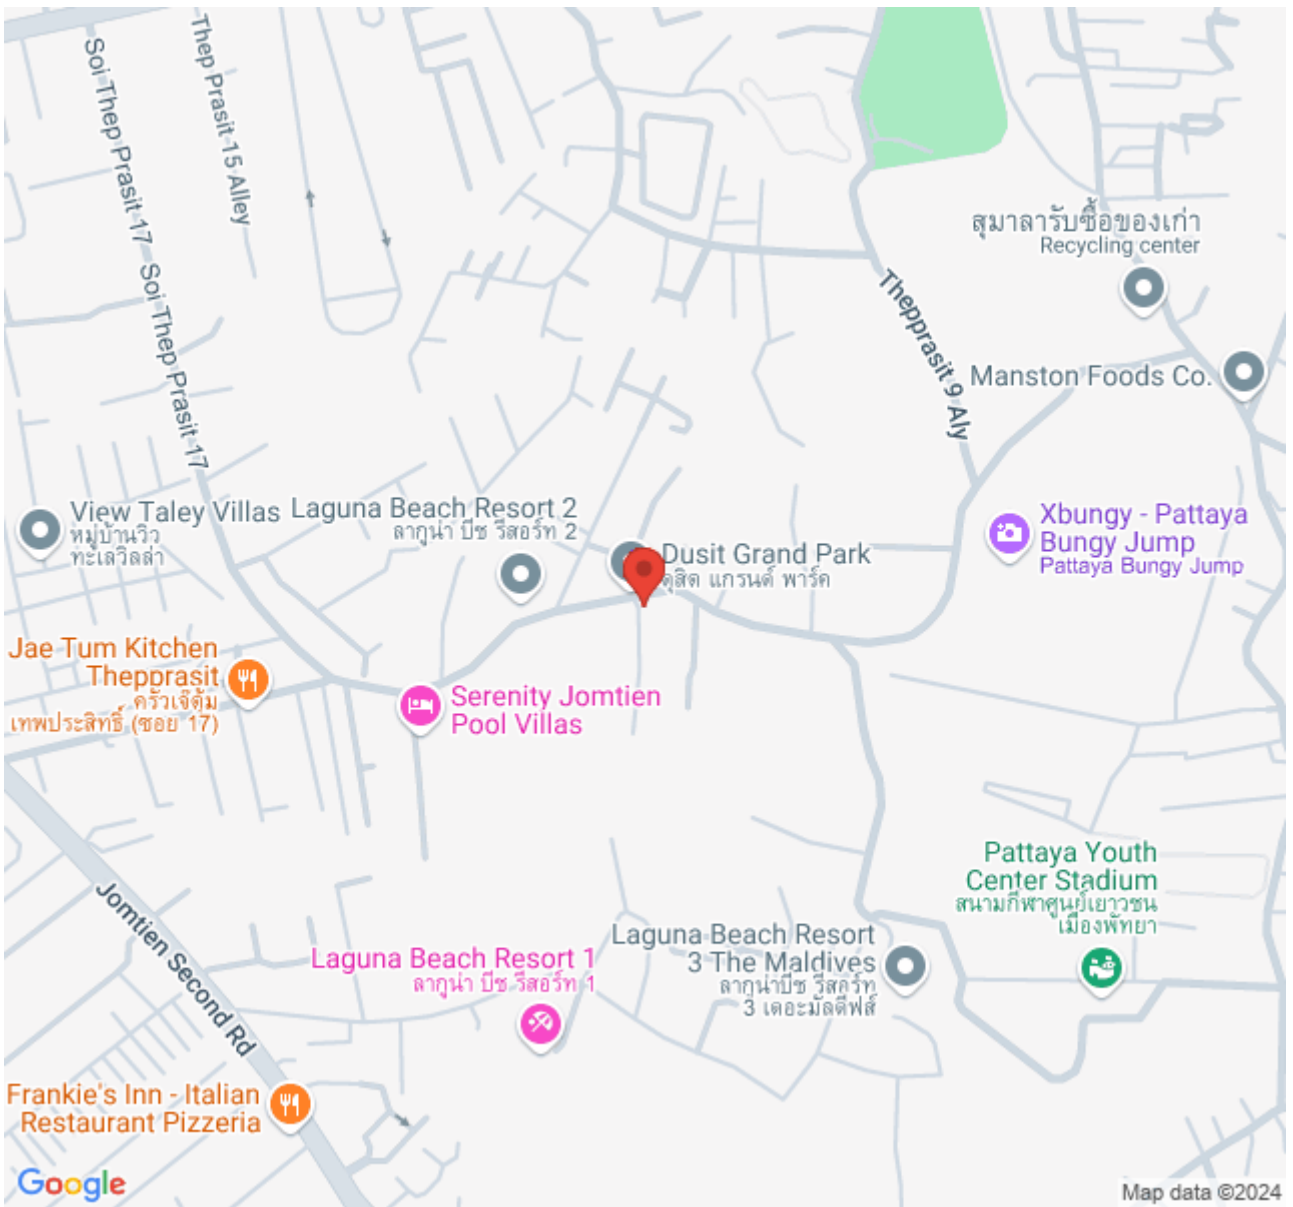 Thep Prasit 15 Alley
Soi Thep Prasit 17
Soi Thep Prasit 17
สุมาลารับซื้อของเก่า
Recycling center
Thepprasit 9 Aly
Manston Foods Co.
View Taley Villas
หมู่บ้านวิว
ทะเลวิลล่า
Laguna Beach Resort 2
ลากูน่า บีช รีสอร์ท 2
Dusit Grand Park
ดุสิต แกรนด์ พาร์ค
Xbungy - Pattaya
Bungy Jump
Pattaya Bungy Jump
Jae Tum Kitchen
Thepprasit
ครัวเจ๊ตุ้ม
เทพประสิทธิ์ (ซอย 17)
Serenity Jomtien
Pool Villas
Pattaya Youth
Center Stadium
สนามกีฬาศูนย์เยาวชน
เมืองพัทยา
Jomtien Second Rd
Laguna Beach Resort 1
ลากูน่า บีช รีสอร์ท 1
Laguna Beach Resort
3 The Maldives
ลากูน่าบีช รีสอร์ท
3 เดอะมัลดีฟส์
Frankie's Inn - Italian
Restaurant Pizzeria
Google
Map data ©2024